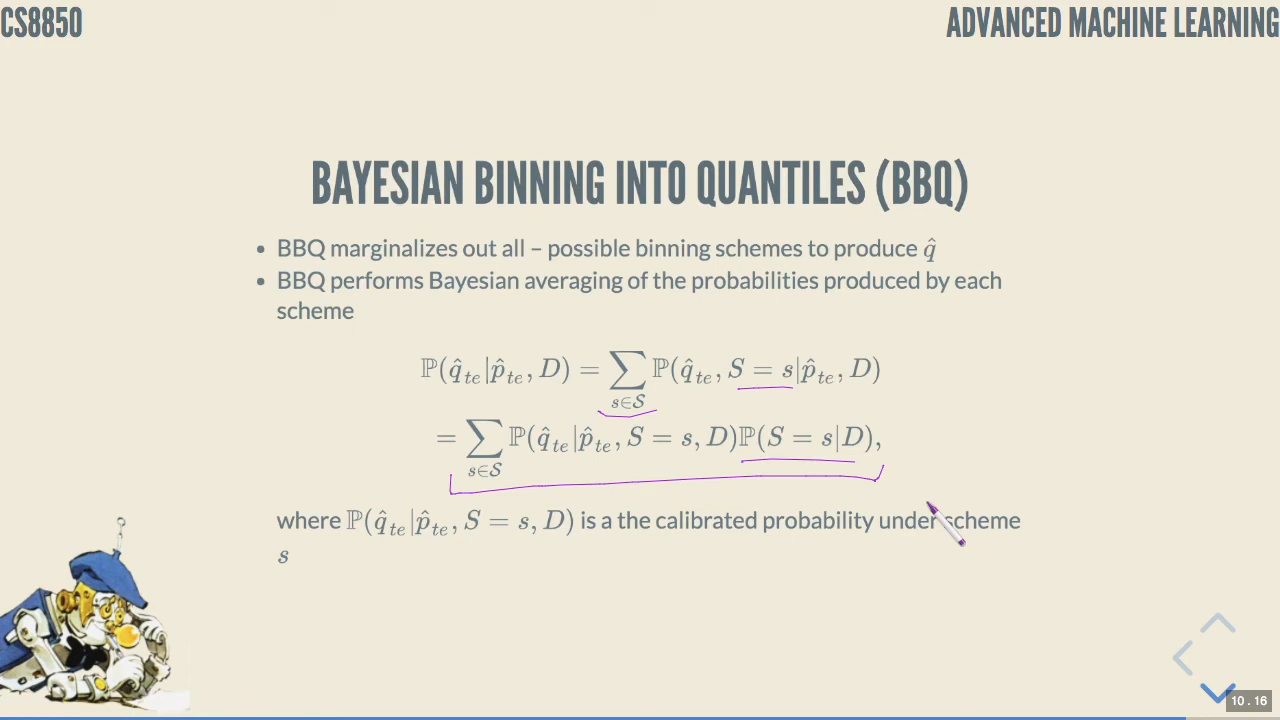 CS8850
ADVANCED MACHINE LEARNING
BAYESIAN BINNING INTO QUANTILES (BBQ)
• BBQ marginalizes out all – possible binning schemes to produce q̂
• BBQ performs Bayesian averaging of the probabilities produced by each
scheme
ℙ(q̂_te|p̂_te, D) = ∑_{s∈𝒮} ℙ(q̂_te, S = s|p̂_te, D)
= ∑_{s∈𝒮} ℙ(q̂_te|p̂_te, S = s, D)ℙ(S = s|D),
where ℙ(q̂_te|p̂_te, S = s, D) is a the calibrated probability under scheme
s
10.16